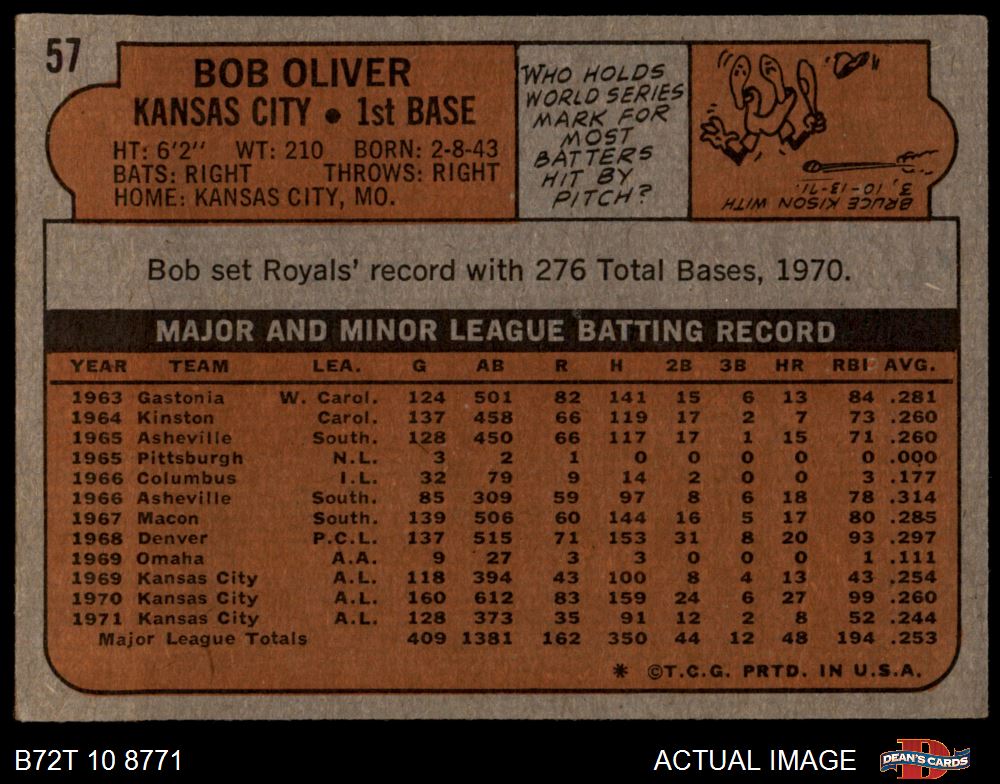 57
BOB OLIVER
KANSAS CITY • 1st BASE
HT: 6'2" WT: 210 BORN: 2-8-43
BATS: RIGHT THROWS: RIGHT
HOME: KANSAS CITY, MO.
WHO HOLDS
WORLD SERIES
MARK FOR
MOST
BATTERS
HIT BY
PITCH?
BRUCE KISON WITH
3, 10-13-71.
Bob set Royals' record with 276 Total Bases, 1970.
MAJOR AND MINOR LEAGUE BATTING RECORD
YEAR TEAM LEA. G AB R H 2B 3B HR RBI AVG.
1963 Gastonia W. Carol. 124 501 82 141 15 6 13 84 .281
1964 Kinston Carol. 137 458 66 119 17 2 7 73 .260
1965 Asheville South. 128 450 66 117 17 1 15 71 .260
1965 Pittsburgh N.L. 3 2 1 0 0 0 0 0 .000
1966 Columbus I.L. 32 79 9 14 2 0 0 3 .177
1966 Asheville South. 85 309 59 97 8 6 18 78 .314
1967 Macon South. 139 506 60 144 16 5 17 80 .285
1968 Denver P.C.L. 137 515 71 153 31 8 20 93 .297
1969 Omaha A.A. 9 27 3 3 0 0 0 1 .111
1969 Kansas City A.L. 118 394 43 100 8 4 13 43 .254
1970 Kansas City A.L. 160 612 83 159 24 6 27 99 .260
1971 Kansas City A.L. 128 373 35 91 12 2 8 52 .244
Major League Totals 409 1381 162 350 44 12 48 194 .253
* ©T.C.G. PRTD. IN U.S.A.
B72T 10 8771
ACTUAL IMAGE
DEAN'S CARDS